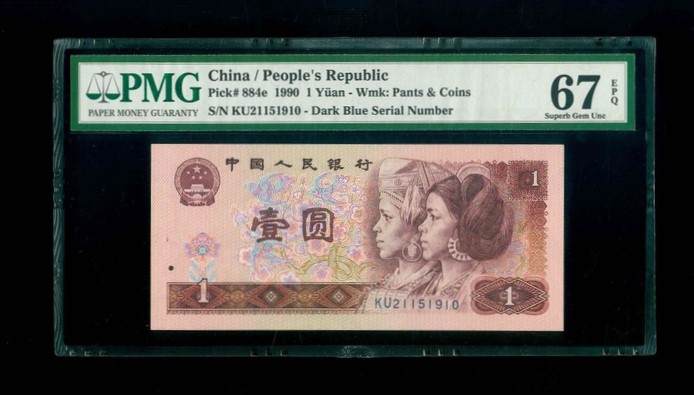 PMG
PAPER MONEY GUARANTY
China / People's Republic
Pick# 884e 1990 1 Yüan - Wmk: Pants & Coins
S/N KU21151910 - Dark Blue Serial Number
67
EPQ
Superb Gem Unc
中国人民银行
1
壹圆
1
KU21151910
1